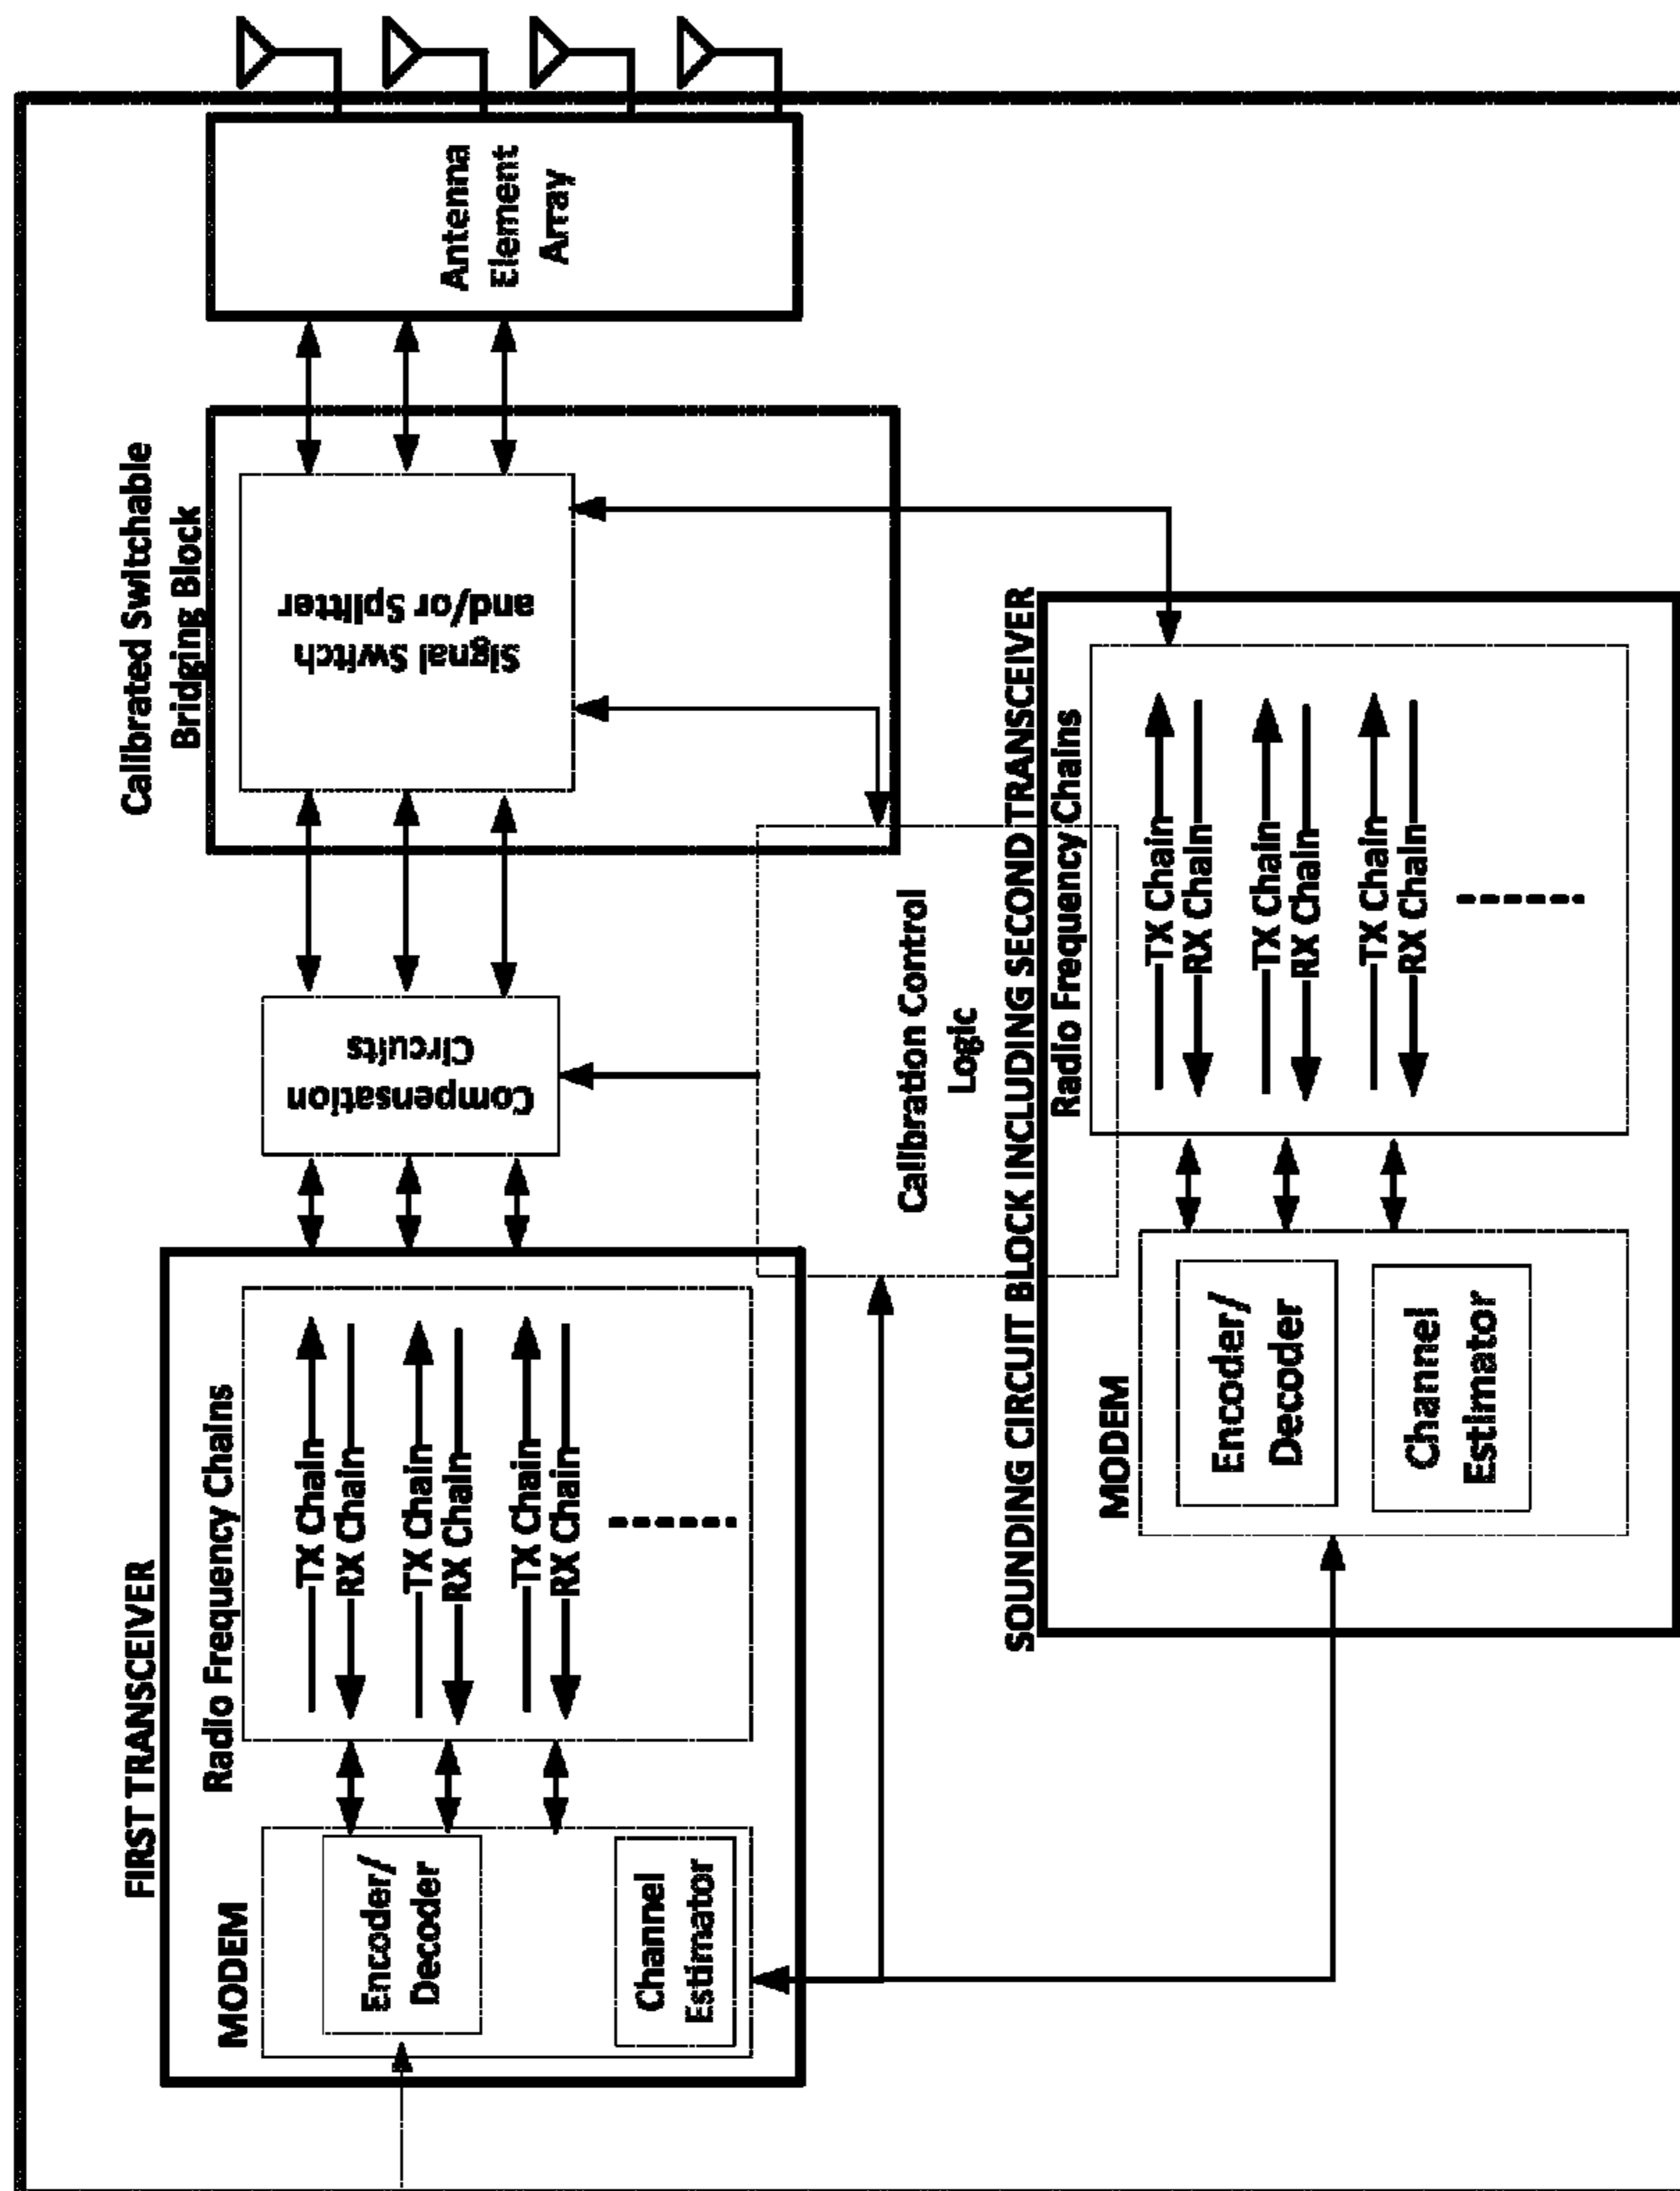 FIRST TRANSCEIVER
MODEM
Encoder/
Decoder
Channel
Estimator
Radio Frequency Chains
TX Chain
RX Chain
TX Chain
RX Chain
TX Chain
RX Chain
Compensation
Circuits
Calibrated Switchable
Bridging Block
Signal Switch
and/or Splitter
Antenna
Element
Array
Calibration Control
Logic
SOUNDING CIRCUIT BLOCK INCLUDING SECOND TRANSCEIVER
MODEM
Encoder/
Decoder
Channel
Estimator
Radio Frequency Chains
TX Chain
RX Chain
TX Chain
RX Chain
TX Chain
RX Chain